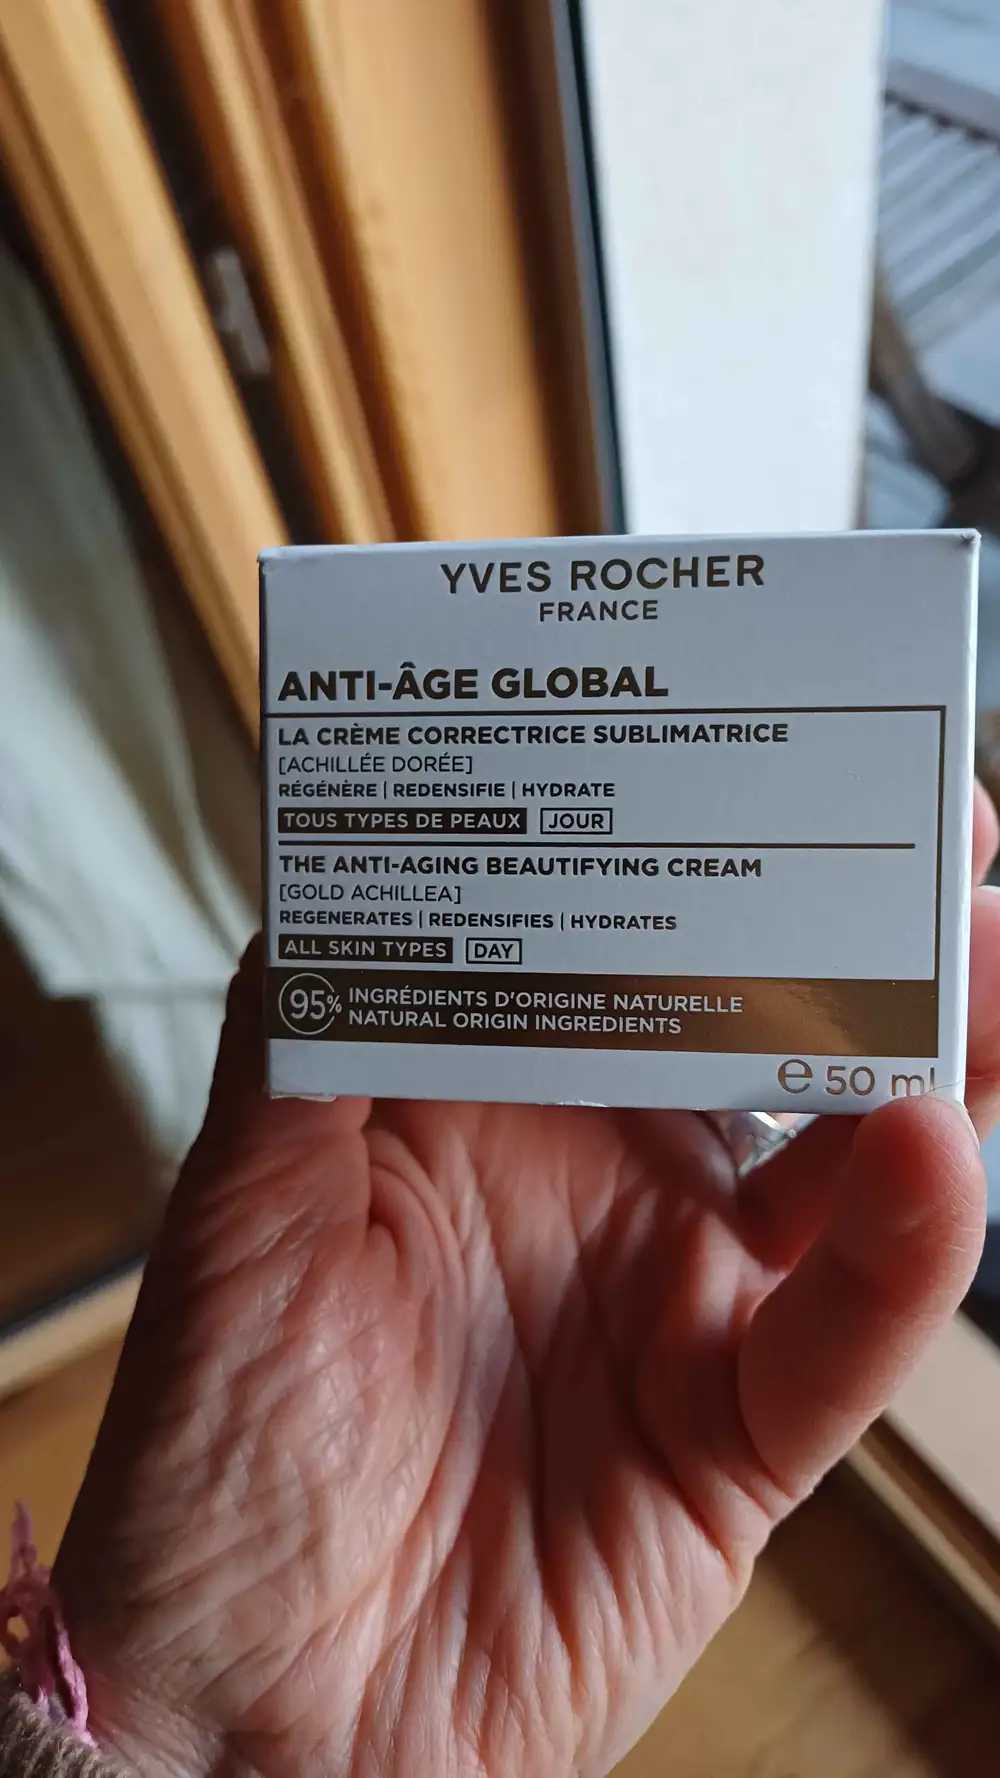 YVES ROCHER
FRANCE
ANTI-ÂGE GLOBAL
LA CRÈME CORRECTRICE SUBLIMATRICE
[ACHILLÉE DORÉE]
RÉGÉNÈRE | REDENSIFIE | HYDRATE
TOUS TYPES DE PEAUX JOUR
THE ANTI-AGING BEAUTIFYING CREAM
[GOLD ACHILLEA]
REGENERATES | REDENSIFIES | HYDRATES
ALL SKIN TYPES DAY
95% INGRÉDIENTS D'ORIGINE NATURELLE
NATURAL ORIGIN INGREDIENTS
℮ 50 ml